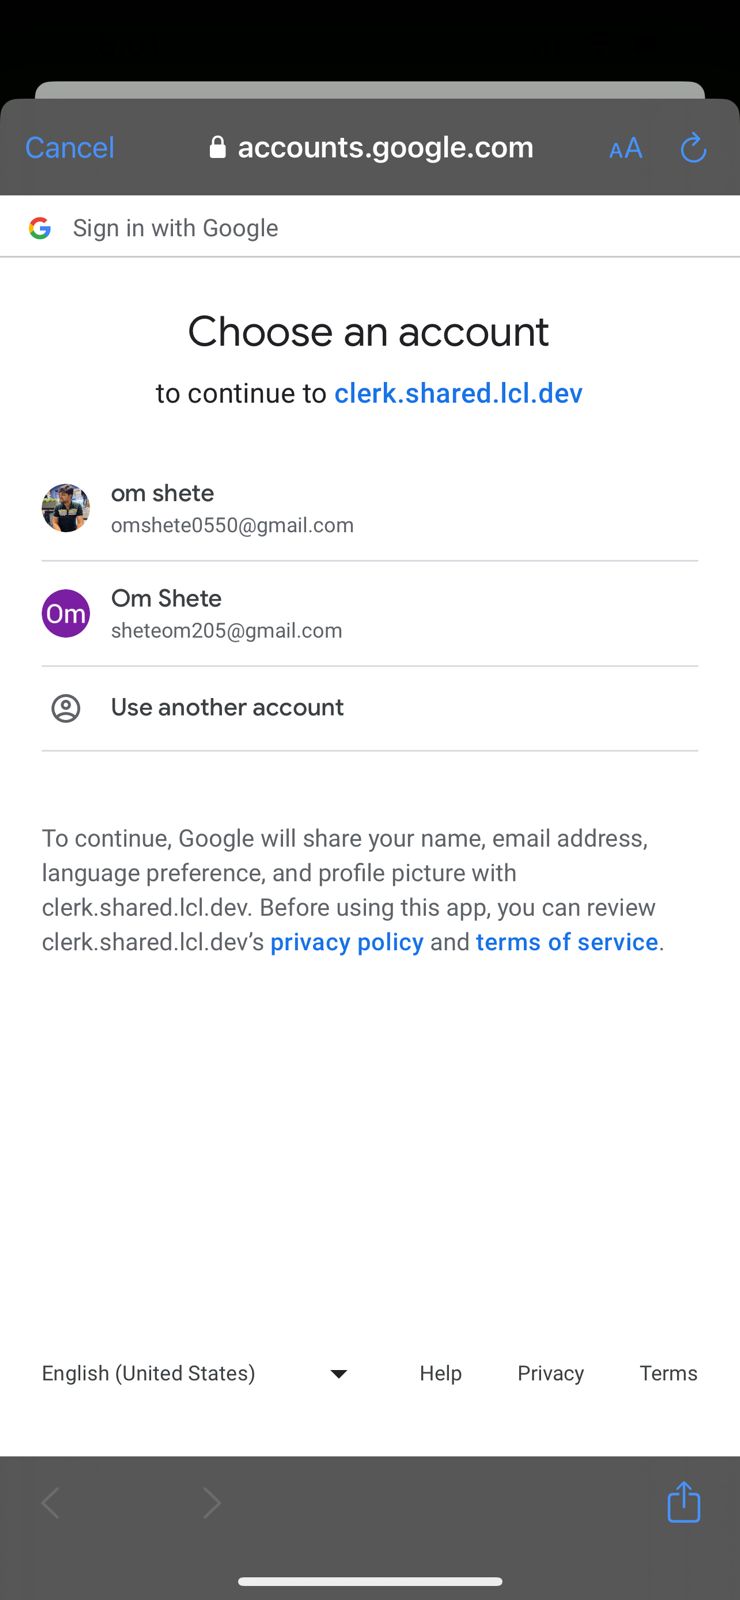 Cancel
accounts.google.com
AA
Sign in with Google
Choose an account
to continue to clerk.shared.lcl.dev
om shete
omshete0550@gmail.com
Om
Om Shete
sheteom205@gmail.com
Use another account
To continue, Google will share your name, email address,
language preference, and profile picture with
clerk.shared.lcl.dev. Before using this app, you can review
clerk.shared.lcl.dev’s privacy policy and terms of service.
English (United States)
Help
Privacy
Terms